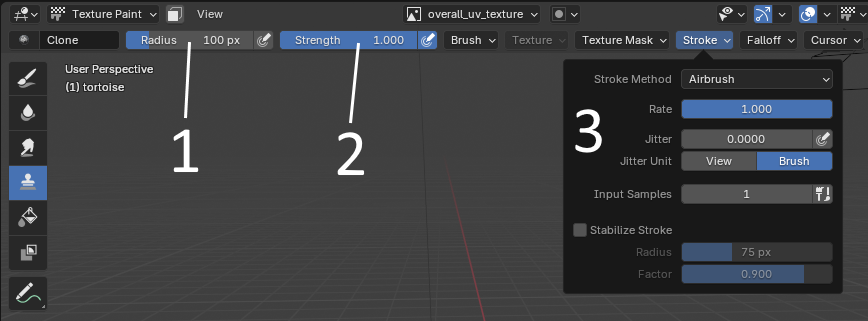 Texture Paint View overall_uv_texture
Clone Radius 100 px Strength 1.000 Brush Texture Texture Mask Stroke Falloff Cursor
User Perspective
(1) tortoise
1
2
3
Stroke Method Airbrush
Rate 1.000
Jitter 0.0000
Jitter Unit View Brush
Input Samples 1
Stabilize Stroke
Radius 75 px
Factor 0.900